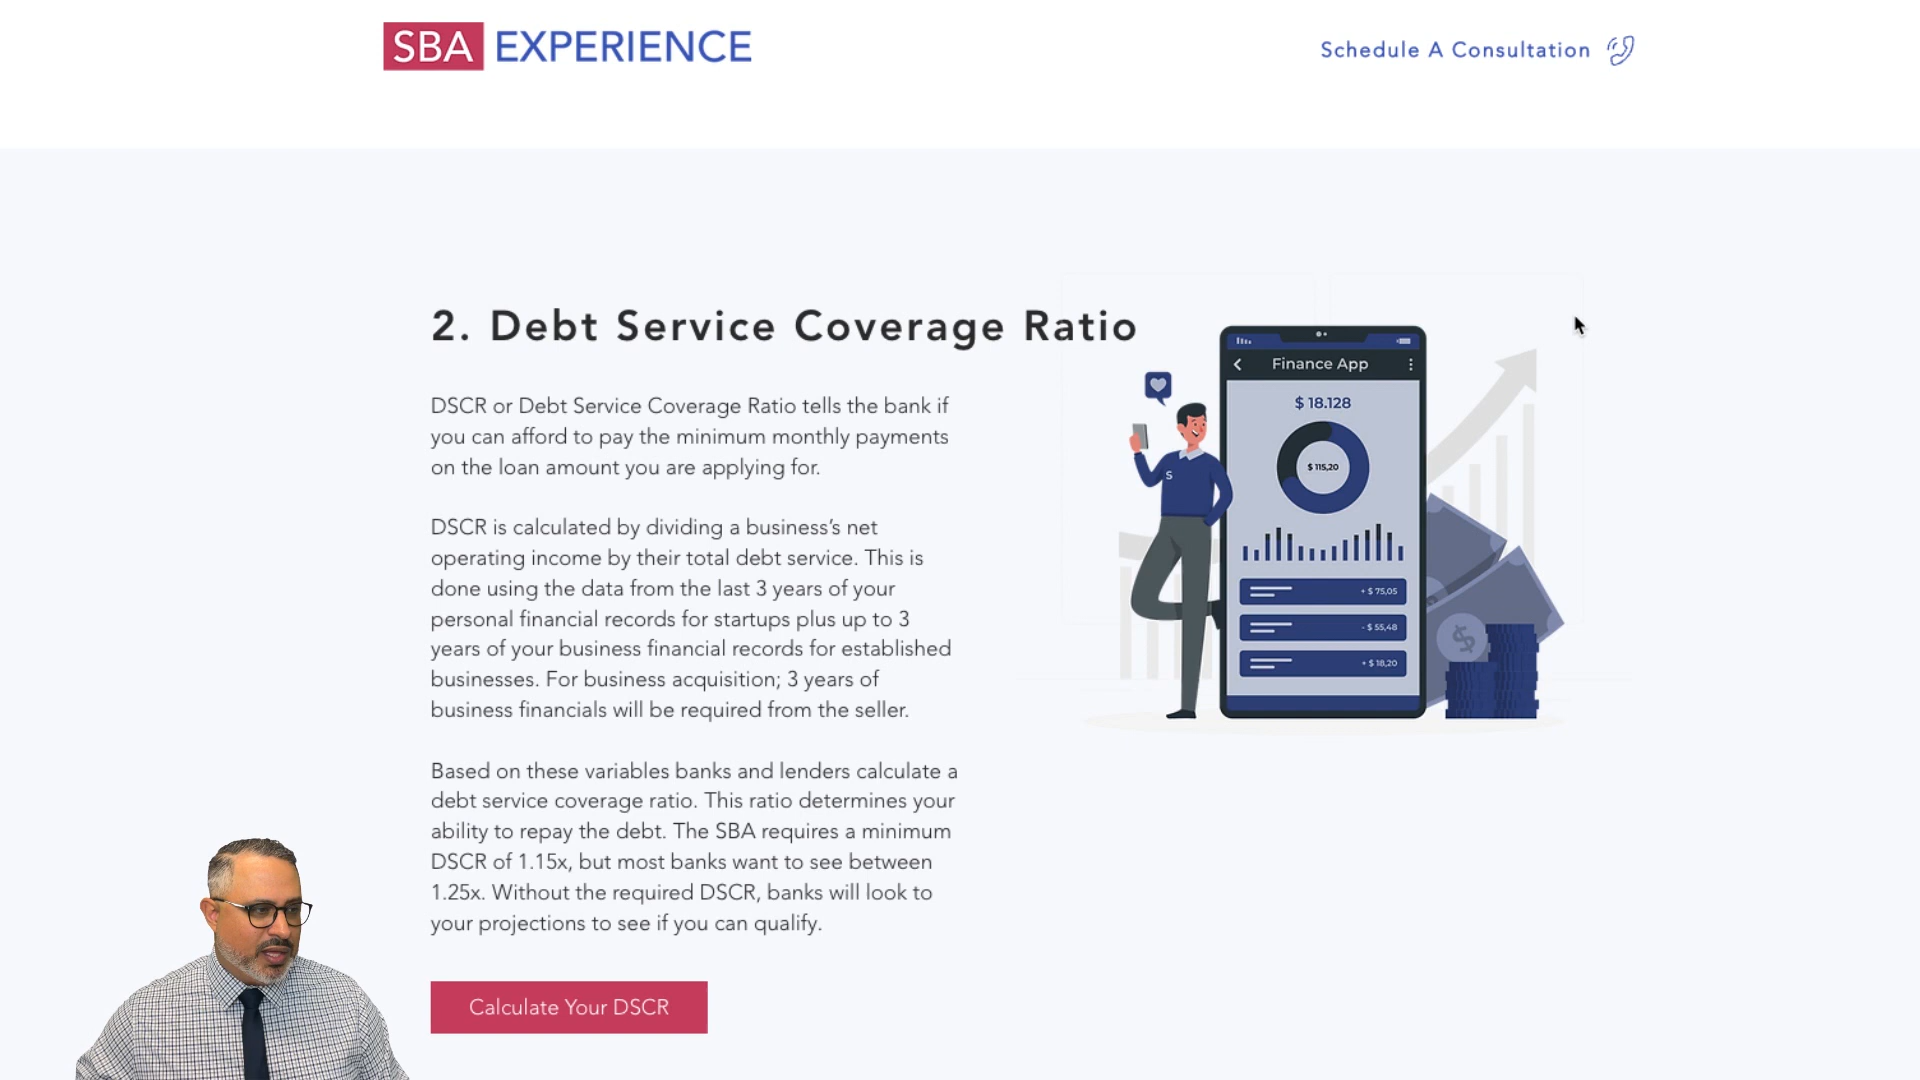 SBA EXPERIENCE
Schedule A Consultation
2. Debt Service Coverage Ratio
DSCR or Debt Service Coverage Ratio tells the bank if
you can afford to pay the minimum monthly payments
on the loan amount you are applying for.
DSCR is calculated by dividing a business’s net
operating income by their total debt service. This is
done using the data from the last 3 years of your
personal financial records for startups plus up to 3
years of your business financial records for established
businesses. For business acquisition; 3 years of
business financials will be required from the seller.
Based on these variables banks and lenders calculate a
debt service coverage ratio. This ratio determines your
ability to repay the debt. The SBA requires a minimum
DSCR of 1.15x, but most banks want to see between
1.25x. Without the required DSCR, banks will look to
your projections to see if you can qualify.
Calculate Your DSCR
Finance App
$ 18.128
$ 115,20
+ $ 75,05
- $ 55,48
+ $ 18,20
S
$